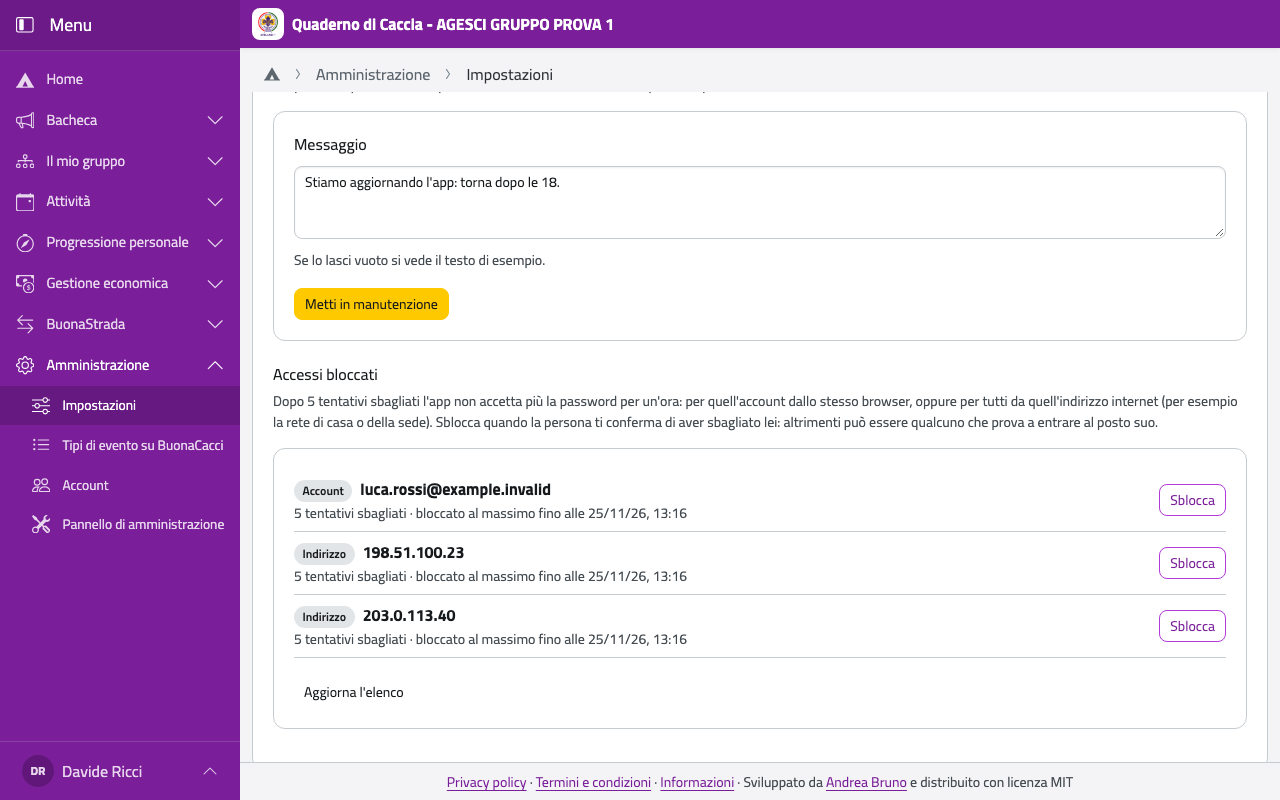 Menu
Quaderno di Caccia - AGESCI GRUPPO PROVA 1
Home
Bacheca
Il mio gruppo
Attività
Progressione personale
Gestione economica
BuonaStrada
Amministrazione
Impostazioni
Tipi di evento su BuonaCacci
Account
Pannello di amministrazione
DR
Davide Ricci
Amministrazione
Impostazioni
Messaggio
Stiamo aggiornando l'app: torna dopo le 18.
Se lo lasci vuoto si vede il testo di esempio.
Metti in manutenzione
Accessi bloccati
Dopo 5 tentativi sbagliati l'app non accetta più la password per un'ora: per quell'account dallo stesso browser, oppure per tutti da quell'indirizzo internet (per esempio
la rete di casa o della sede). Sblocca quando la persona ti conferma di aver sbagliato lei: altrimenti può essere qualcuno che prova a entrare al posto suo.
Account luca.rossi@example.invalid
5 tentativi sbagliati · bloccato al massimo fino alle 25/11/26, 13:16
Sblocca
Indirizzo 198.51.100.23
5 tentativi sbagliati · bloccato al massimo fino alle 25/11/26, 13:16
Sblocca
Indirizzo 203.0.113.40
5 tentativi sbagliati · bloccato al massimo fino alle 25/11/26, 13:16
Sblocca
Aggiorna l'elenco
Privacy policy · Termini e condizioni · Informazioni · Sviluppato da Andrea Bruno e distribuito con licenza MIT